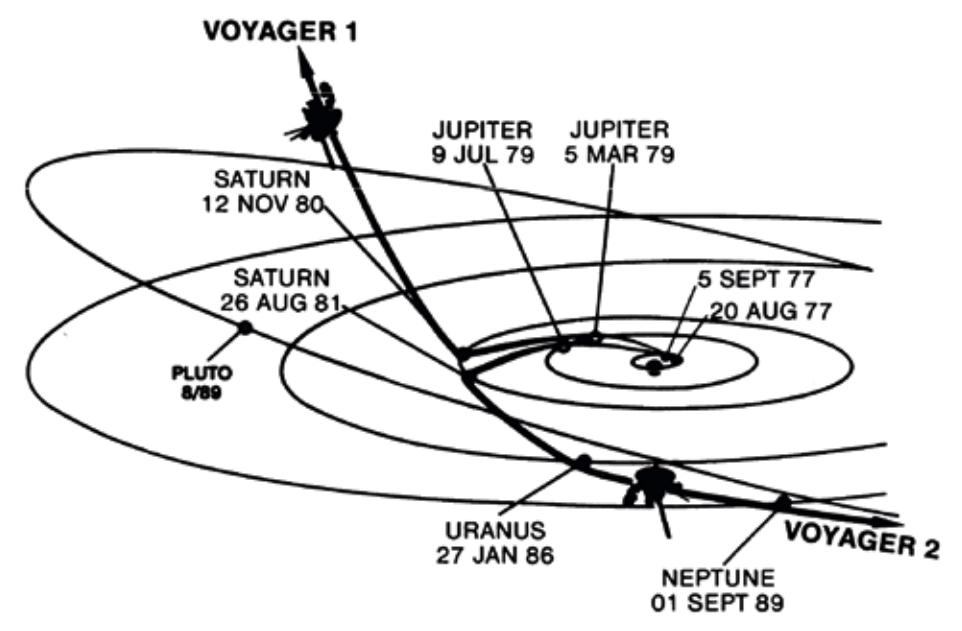 VOYAGER 1
JUPITER
9 JUL 79
JUPITER
5 MAR 79
SATURN
12 NOV 80
SATURN
26 AUG 81
5 SEPT 77
20 AUG 77
PLUTO
8/89
URANUS
27 JAN 86
VOYAGER 2
NEPTUNE
01 SEPT 89